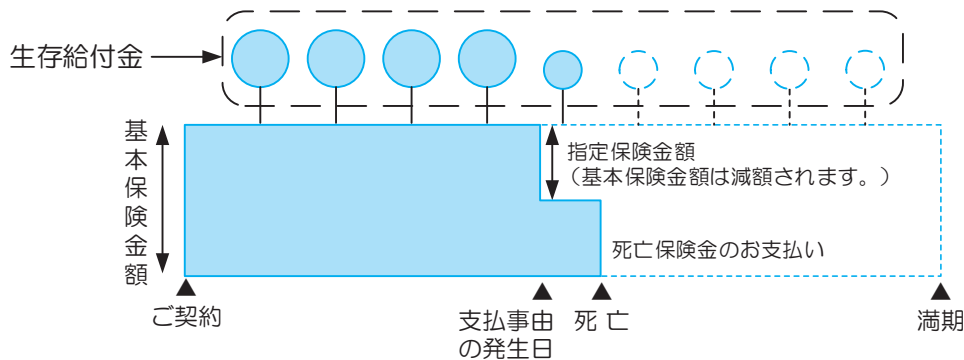 生存給付金
基本保険金額
指定保険金額
（基本保険金額は減額されます。）
死亡保険金のお支払い
ご契約
支払事由
の発生日
死 亡
満期